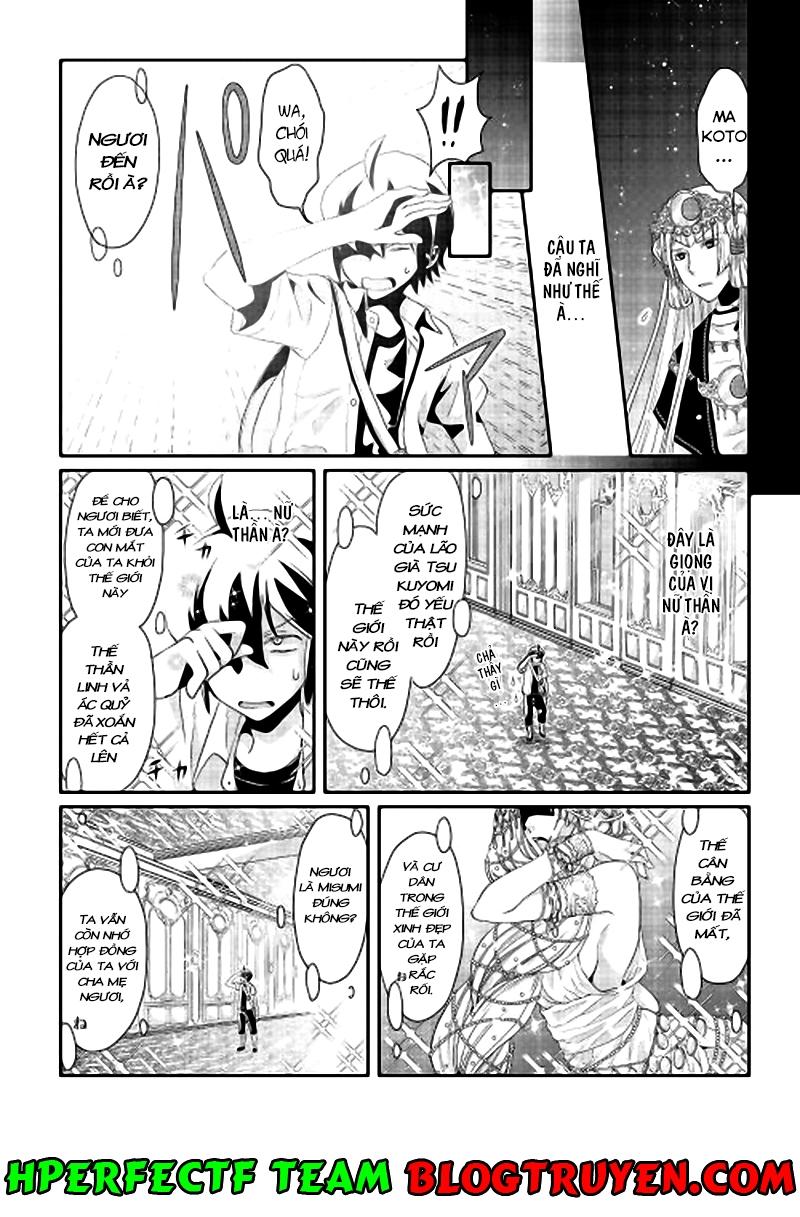 MA
KOTO
...
CẬU TA
ĐÃ NGHĨ
NHƯ THẾ
À...
!!
WA,
CHÓI
QUÁ!
NGƯƠI
ĐẾN
RỒI À?
ĐÂY LÀ
GIỌNG
CỦA VỊ
NỮ THẦN
À?
CHẢ
THẤY
GÌ
...
SỨC
MẠNH
CỦA LÃO
GIÀ TSU
KUYOMI
ĐÓ YẾU
THẬT
RỒI
THẾ
GIỚI
NÀY RỒI
CŨNG
SẼ THẾ
THÔI.
LÀ... NỮ
THẦN À?
ĐỂ CHO
NGƯƠI BIẾT,
TA MỚI ĐƯA
CON MẮT
CỦA TA KHỎI
THẾ GIỚI
NÀY
THẾ
THẦN
LINH VÀ
ÁC QUỶ
ĐÃ XOẮN
HẾT CẢ
LÊN
チカ
チカ
THẾ
CÂN
BẰNG
CỦA THẾ
GIỚI ĐÃ
MẤT,
VÀ CƯ
DÂN
TRONG
THẾ GIỚI
XINH ĐẸP
CỦA TA
GẶP
RẮC
RỐI.
NGƯƠI
LÀ MISUMI
ĐÚNG
KHÔNG?
TA VẪN
CÒN NHỚ
HỢP ĐỒNG
CỦA TA VỚI
CHA MẸ
NGƯƠI,
ね
HPERFECTF TEAM BLOGTRUYEN.COM